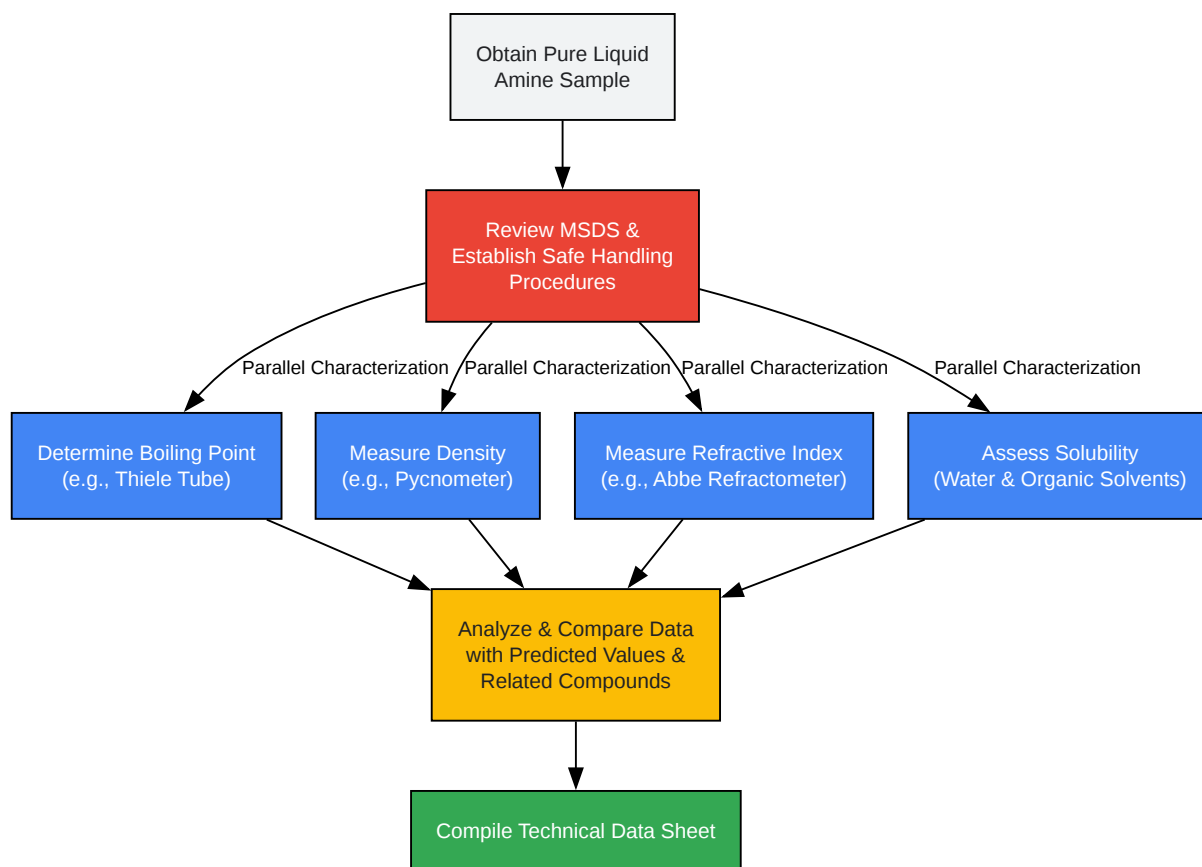 Obtain Pure Liquid
Amine Sample
Review MSDS &
Establish Safe Handling
Procedures
Parallel Characterization
Parallel Characterization
Parallel Characterization
Parallel Characterization
Determine Boiling Point
(e.g., Thiele Tube)
Measure Density
(e.g., Pycnometer)
Measure Refractive Index
(e.g., Abbe Refractometer)
Assess Solubility
(Water & Organic Solvents)
Analyze & Compare Data
with Predicted Values &
Related Compounds
Compile Technical Data Sheet